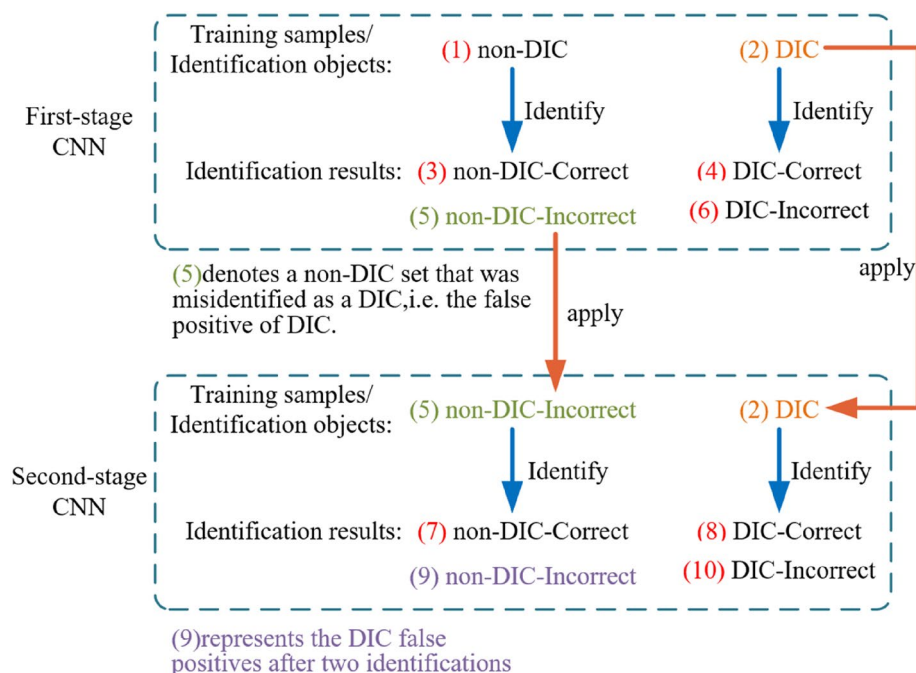 Training samples/
Identification objects:
(1) non-DIC
(2) DIC
First-stage
CNN
Identify
Identify
Identification results: (3) non-DIC-Correct
(4) DIC-Correct
(5) non-DIC-Incorrect
(6) DIC-Incorrect
(5)denotes a non-DIC set that was
misidentified as a DIC,i.e. the false
positive of DIC.
apply
apply
Training samples/
Identification objects:
(5) non-DIC-Incorrect
(2) DIC
Second-stage
CNN
Identify
Identify
Identification results: (7) non-DIC-Correct
(8) DIC-Correct
(9) non-DIC-Incorrect
(10) DIC-Incorrect
(9)represents the DIC false
positives after two identifications